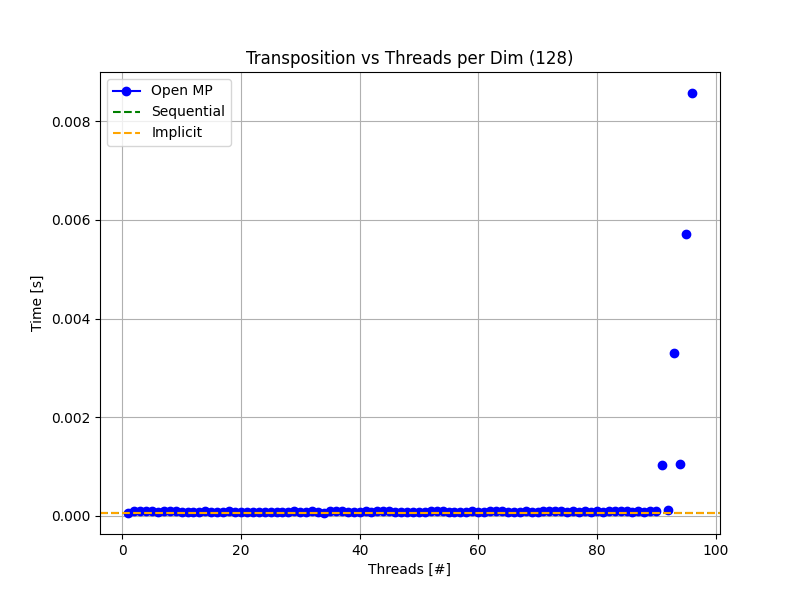 Transposition vs Threads per Dim (128)
Open MP
Sequential
Implicit
0.008
0.006
0.004
0.002
0.000
Time [s]
0 20 40 60 80 100
Threads [#]